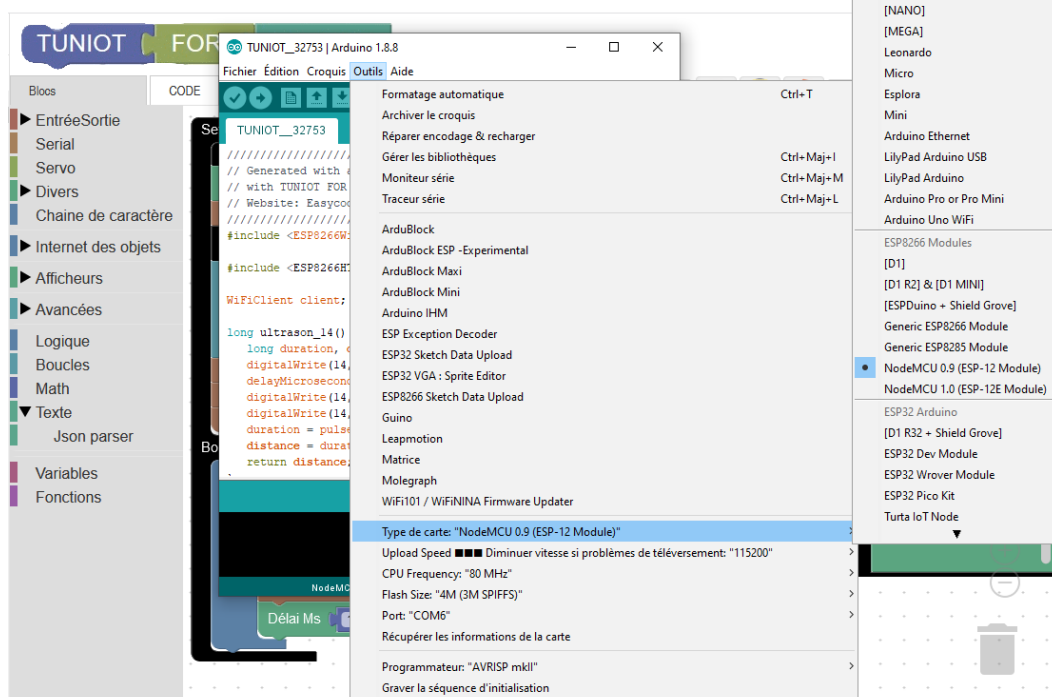 TUNIOT FOR
Blocs
CODE
EntréeSortie
Serial
Servo
Divers
Chaine de caractère
Internet des objets
Afficheurs
Avancées
Logique
Boucles
Math
Texte
Json parser
Variables
Fonctions
Se
Bo
Délai Ms
TUNIOT__32753 | Arduino 1.8.8
Fichier Édition Croquis Outils Aide
TUNIOT__32753
///////////////////
// Generated with
// with TUNIOT FOR
// Website: Easycod
///////////////////
#include <ESP8266Wi
#include <ESP8266HT
WiFiClient client;
long ultrason_14()
long duration,
digitalWrite(14,
delayMicrosecond
digitalWrite(14,
digitalWrite(14,
duration = pulse
distance = durat
return distance;
NodeMC
Formatage automatique Ctrl+T
Archiver le croquis
Réparer encodage & recharger
Gérer les bibliothèques Ctrl+Maj+I
Moniteur série Ctrl+Maj+M
Traceur série Ctrl+Maj+L
ArduBlock
ArduBlock ESP -Experimental
ArduBlock Maxi
ArduBlock Mini
Arduino IHM
ESP Exception Decoder
ESP32 Sketch Data Upload
ESP32 VGA : Sprite Editor
ESP8266 Sketch Data Upload
Guino
Leapmotion
Matrice
Molegraph
WiFi101 / WiFiNINA Firmware Updater
Type de carte: "NodeMCU 0.9 (ESP-12 Module)"
Upload Speed ■■■ Diminuer vitesse si problèmes de téléversement: "115200"
CPU Frequency: "80 MHz"
Flash Size: "4M (3M SPIFFS)"
Port: "COM6"
Récupérer les informations de la carte
Programmateur: "AVRISP mkII"
Graver la séquence d'initialisation
[NANO]
[MEGA]
Leonardo
Micro
Esplora
Mini
Arduino Ethernet
LilyPad Arduino USB
LilyPad Arduino
Arduino Pro or Pro Mini
Arduino Uno WiFi
ESP8266 Modules
[D1]
[D1 R2] & [D1 MINI]
[ESPDuino + Shield Grove]
Generic ESP8266 Module
Generic ESP8285 Module
NodeMCU 0.9 (ESP-12 Module)
NodeMCU 1.0 (ESP-12E Module)
ESP32 Arduino
[D1 R32 + Shield Grove]
ESP32 Dev Module
ESP32 Wrover Module
ESP32 Pico Kit
Turta IoT Node